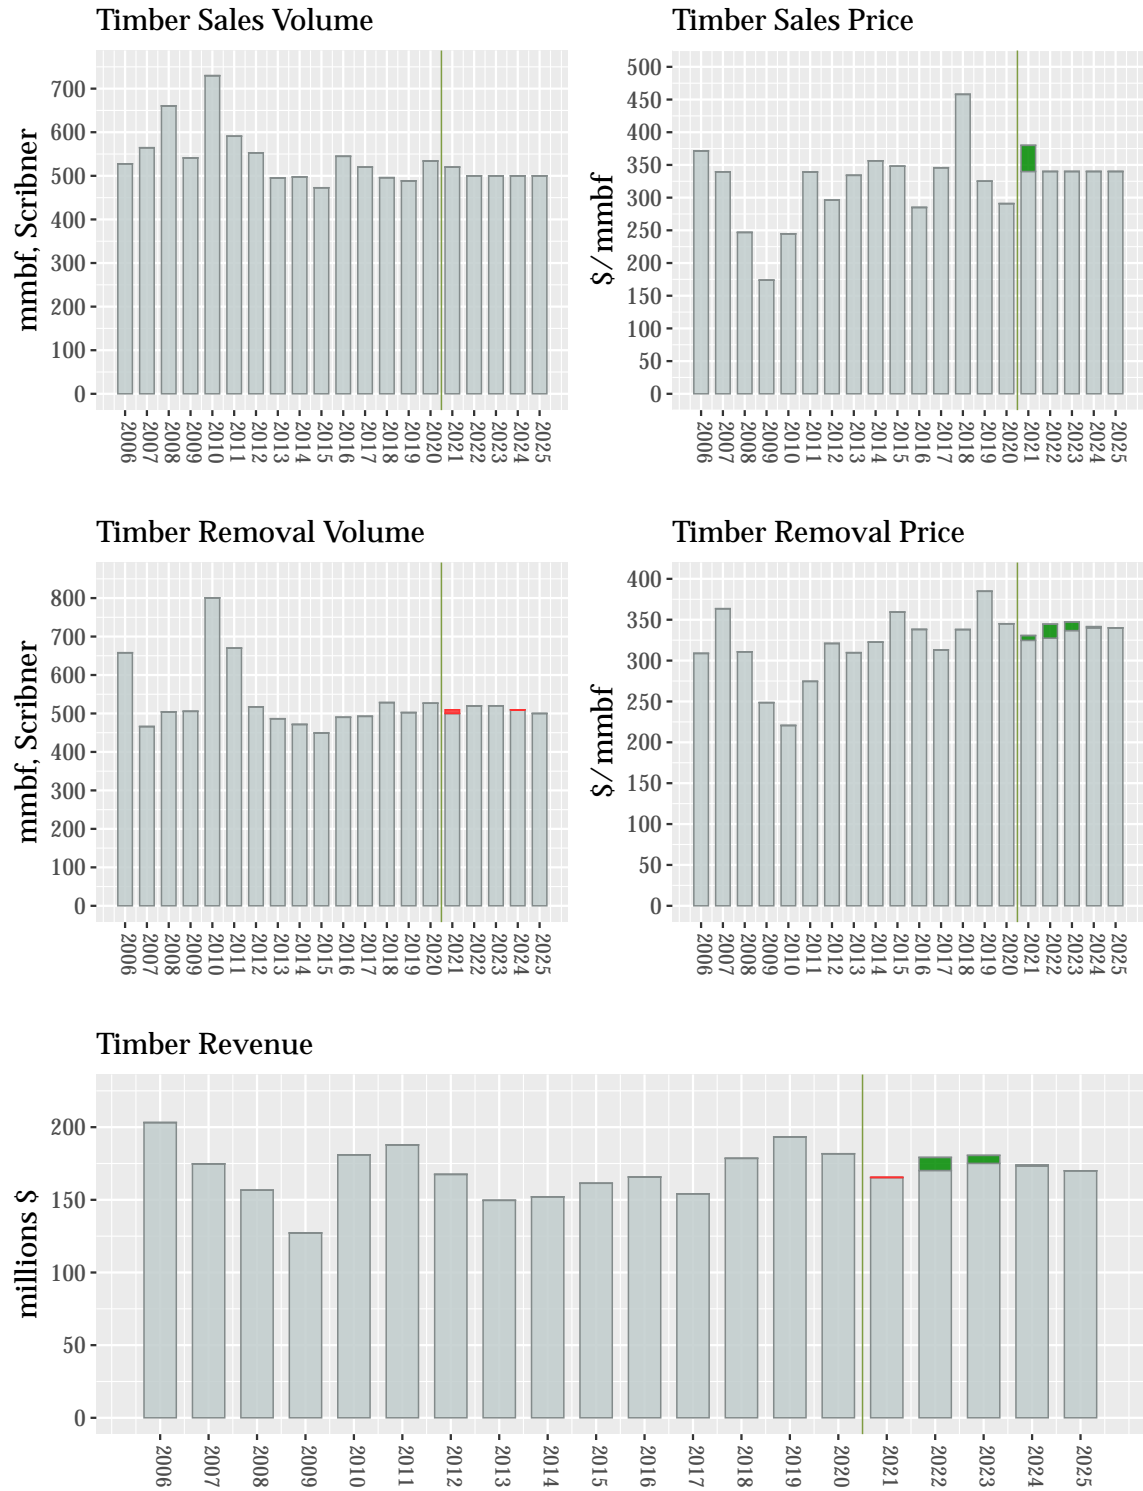 Timber Sales Volume
mmbf, Scribner
700
600
500
400
300
200
100
0
2006 2007 2008 2009 2010 2011 2012 2013 2014 2015 2016 2017 2018 2019 2020 2021 2022 2023 2024 2025
Timber Sales Price
$/mmbf
500
450
400
350
300
250
200
150
100
50
0
2006 2007 2008 2009 2010 2011 2012 2013 2014 2015 2016 2017 2018 2019 2020 2021 2022 2023 2024 2025
Timber Removal Volume
mmbf, Scribner
800
700
600
500
400
300
200
100
0
2006 2007 2008 2009 2010 2011 2012 2013 2014 2015 2016 2017 2018 2019 2020 2021 2022 2023 2024 2025
Timber Removal Price
$/mmbf
400
350
300
250
200
150
100
50
0
2006 2007 2008 2009 2010 2011 2012 2013 2014 2015 2016 2017 2018 2019 2020 2021 2022 2023 2024 2025
Timber Revenue
millions $
200
150
100
50
0
2006 2007 2008 2009 2010 2011 2012 2013 2014 2015 2016 2017 2018 2019 2020 2021 2022 2023 2024 2025